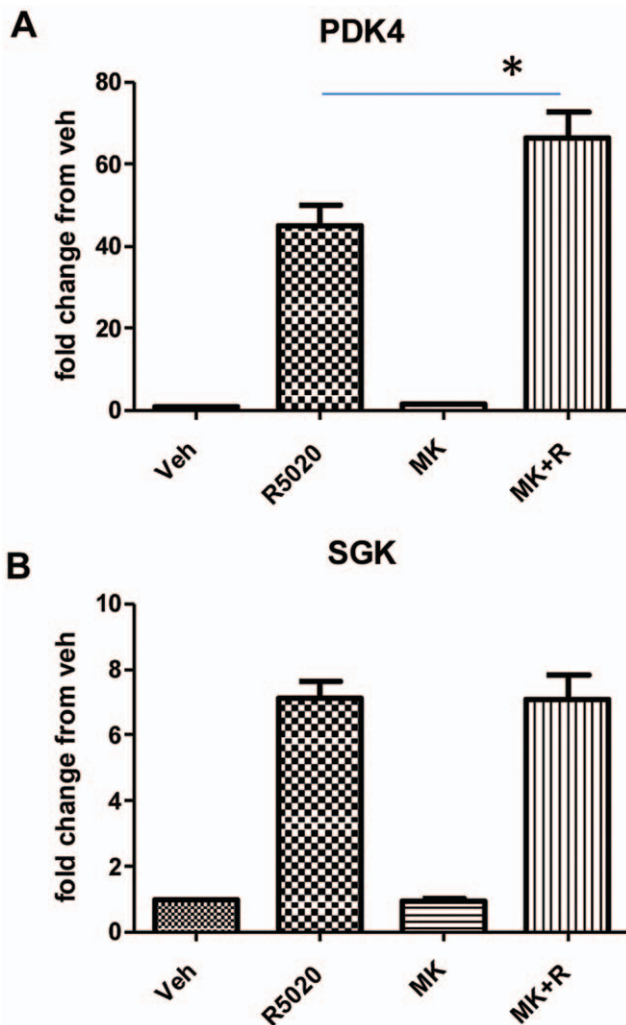 A
PDK4
*
fold change from veh
80
60
40
20
0
Veh
R5020
MK
MK+R
B
SGK
fold change from veh
10
8
6
4
2
0
Veh
R5020
MK
MK+R